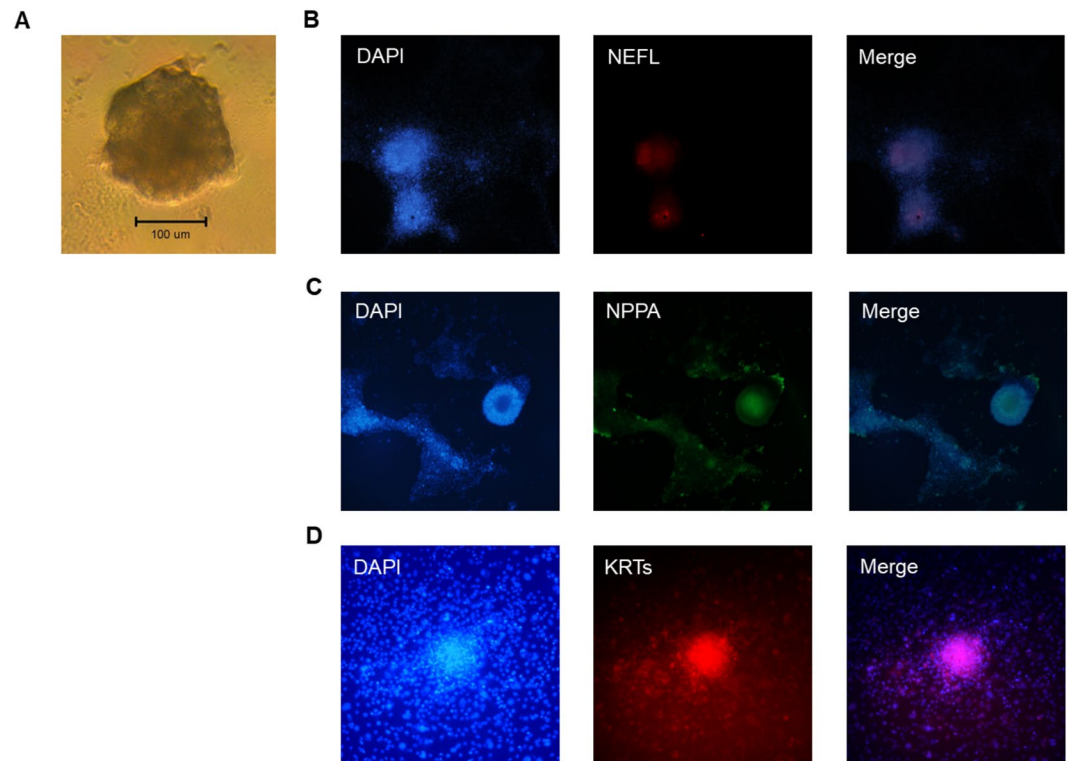 A
100 um
B
DAPI
NEFL
Merge
C
DAPI
NPPA
Merge
D
DAPI
KRTs
Merge